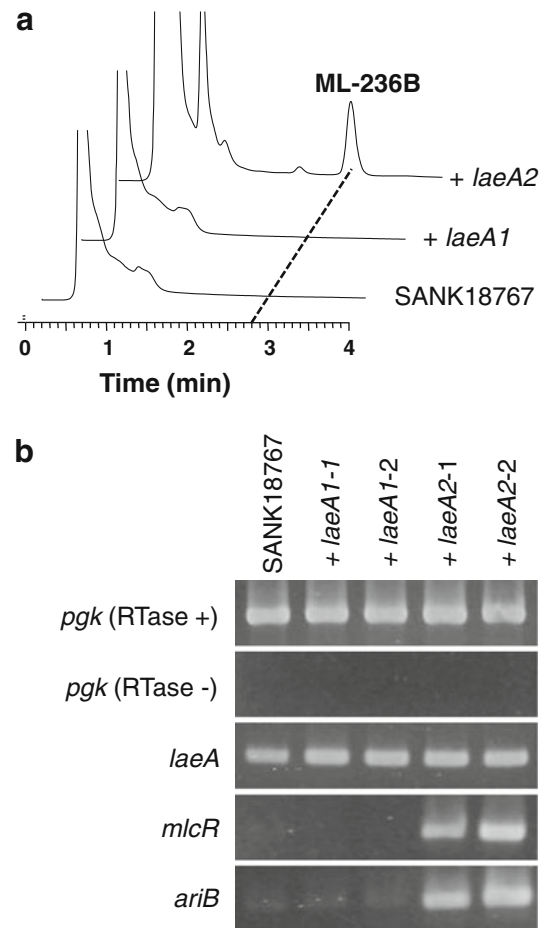 a
ML-236B
+ laeA2
+ laeA1
SANK18767
0 1 2 3 4
Time (min)
b
SANK18767
+ laeA1-1
+ laeA1-2
+ laeA2-1
+ laeA2-2
pgk (RTase +)
pgk (RTase -)
laeA
mlcR
ariB